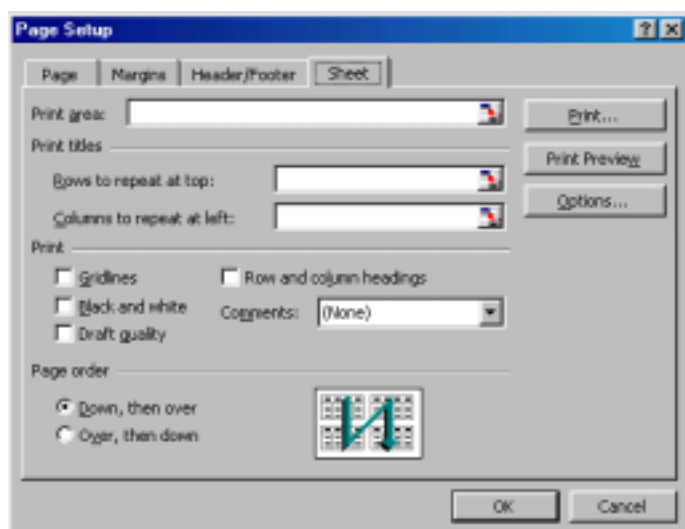 Page Setup
Page Margins Header/Footer Sheet
Print area:
Print...
Print titles
Print Preview
Rows to repeat at top:
Options...
Columns to repeat at left:
Print
Gridlines
Row and column headings
Black and white
Comments: (None)
Draft quality
Page order
Down, then over
Over, then down
OK Cancel